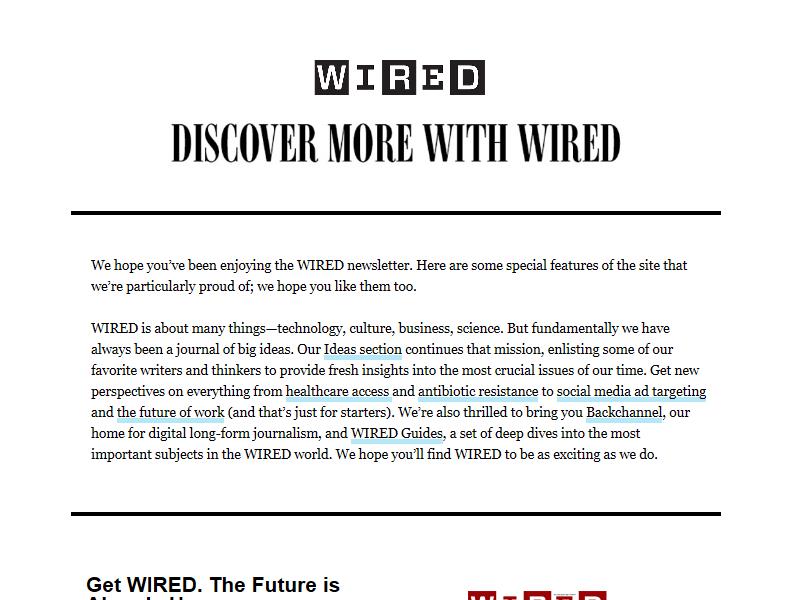 WIRED
DISCOVER MORE WITH WIRED
We hope you’ve been enjoying the WIRED newsletter. Here are some special features of the site that
we’re particularly proud of; we hope you like them too.
WIRED is about many things—technology, culture, business, science. But fundamentally we have
always been a journal of big ideas. Our Ideas section continues that mission, enlisting some of our
favorite writers and thinkers to provide fresh insights into the most crucial issues of our time. Get new
perspectives on everything from healthcare access and antibiotic resistance to social media ad targeting
and the future of work (and that’s just for starters). We’re also thrilled to bring you Backchannel, our
home for digital long-form journalism, and WIRED Guides, a set of deep dives into the most
important subjects in the WIRED world. We hope you’ll find WIRED to be as exciting as we do.
Get WIRED. The Future is